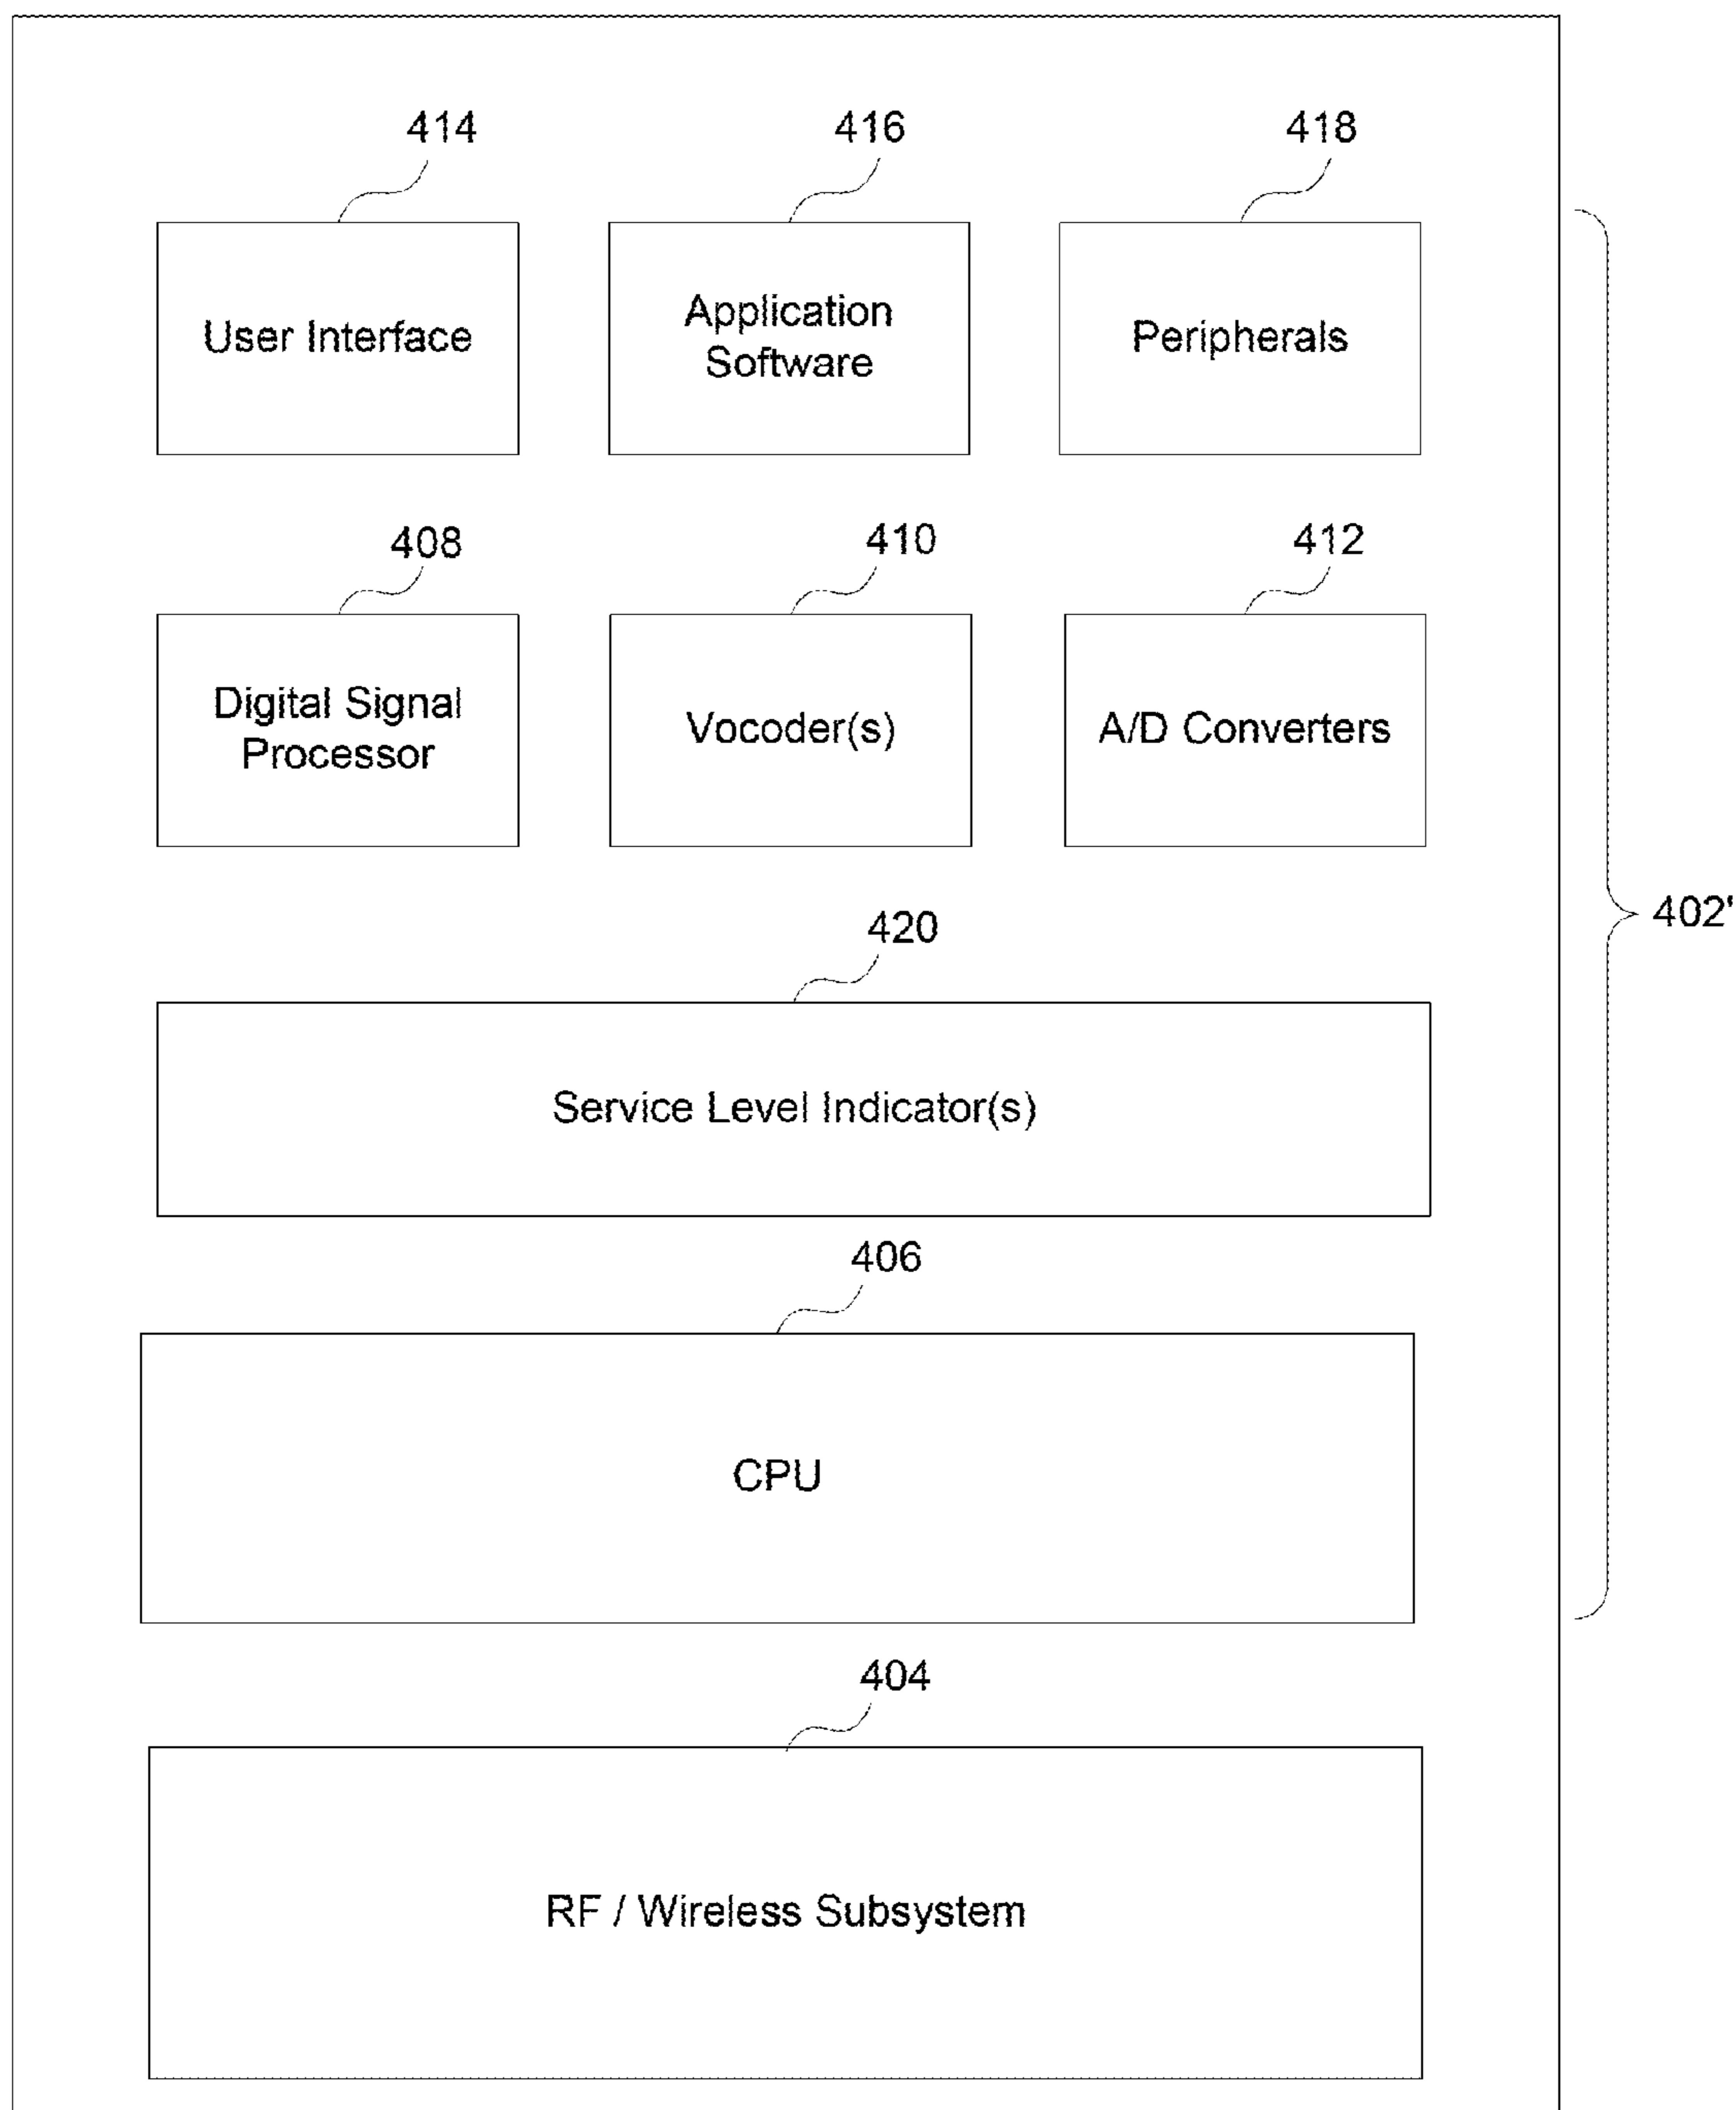 414
416
418
User Interface
Application
Software
Peripherals
408
410
412
Digital Signal
Processor
Vocoder(s)
A/D Converters
402'
420
Service Level Indicator(s)
406
CPU
404
RF / Wireless Subsystem